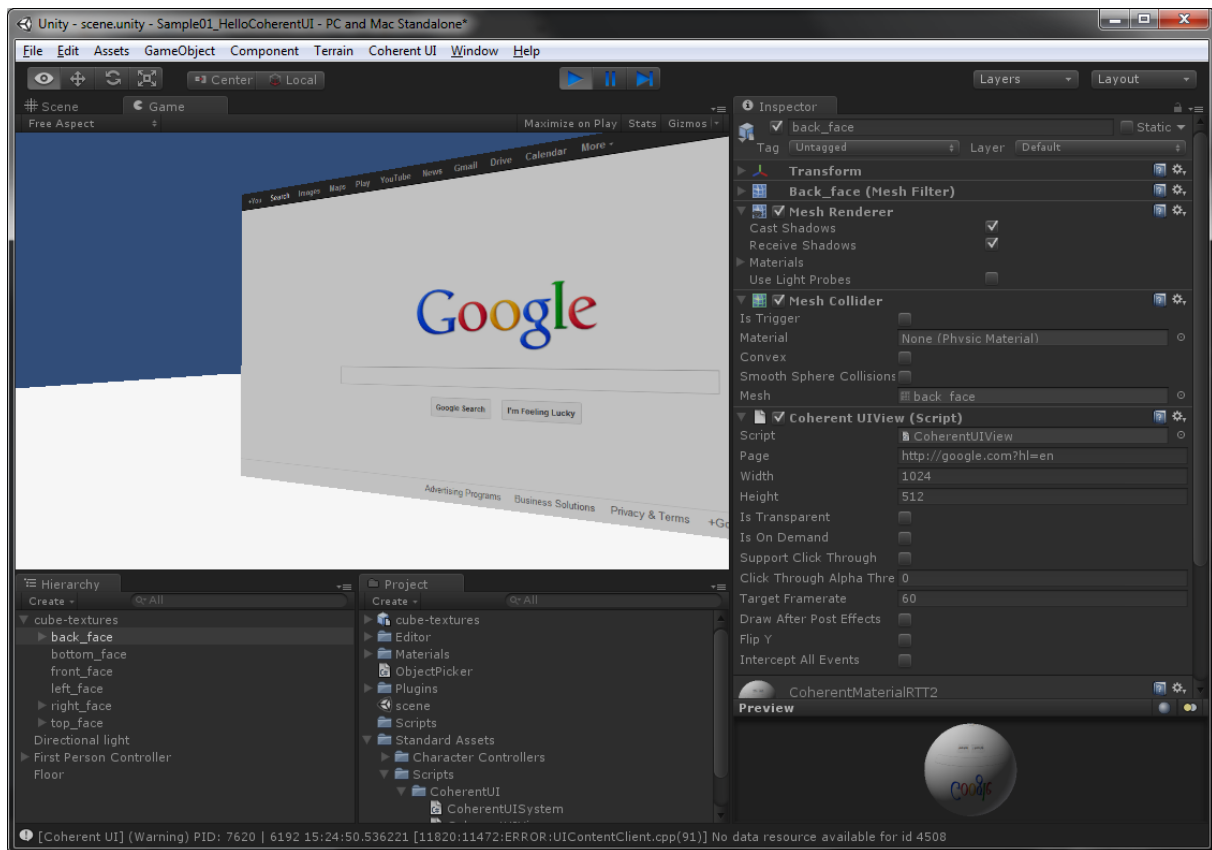 Unity - scene.unity - Sample01_HelloCoherentUI - PC and Mac Standalone*
File Edit Assets GameObject Component Terrain Coherent UI Window Help
Center Local
Layers Layout
Scene Game
Free Aspect Maximize on Play Stats Gizmos
+You Search Images Maps Play YouTube News Gmail Drive Calendar More
Google
Google Search I'm Feeling Lucky
Advertising Programs Business Solutions Privacy & Terms +Go
Hierarchy
Create All
cube-textures
back_face
bottom_face
front_face
left_face
right_face
top_face
Directional light
First Person Controller
Floor
Project
Create All
cube-textures
Editor
Materials
ObjectPicker
Plugins
scene
Scripts
Standard Assets
Character Controllers
Scripts
CoherentUI
CoherentUISystem
Inspector
back_face Static
Tag Untagged Layer Default
Transform
Back_face (Mesh Filter)
Mesh Renderer
Cast Shadows
Receive Shadows
Materials
Use Light Probes
Mesh Collider
Is Trigger
Material None (Physic Material)
Convex
Smooth Sphere Collisions
Mesh back_face
Coherent UIView (Script)
Script CoherentUIView
Page http://google.com?hl=en
Width 1024
Height 512
Is Transparent
Is On Demand
Support Click Through
Click Through Alpha Thre 0
Target Framerate 60
Draw After Post Effects
Flip Y
Intercept All Events
CoherentMaterialRTT2
Preview
Google
[Coherent UI] (Warning) PID: 7620 | 6192 15:24:50.536221 [11820:11472:ERROR:UIContentClient.cpp(91)] No data resource available for id 4508